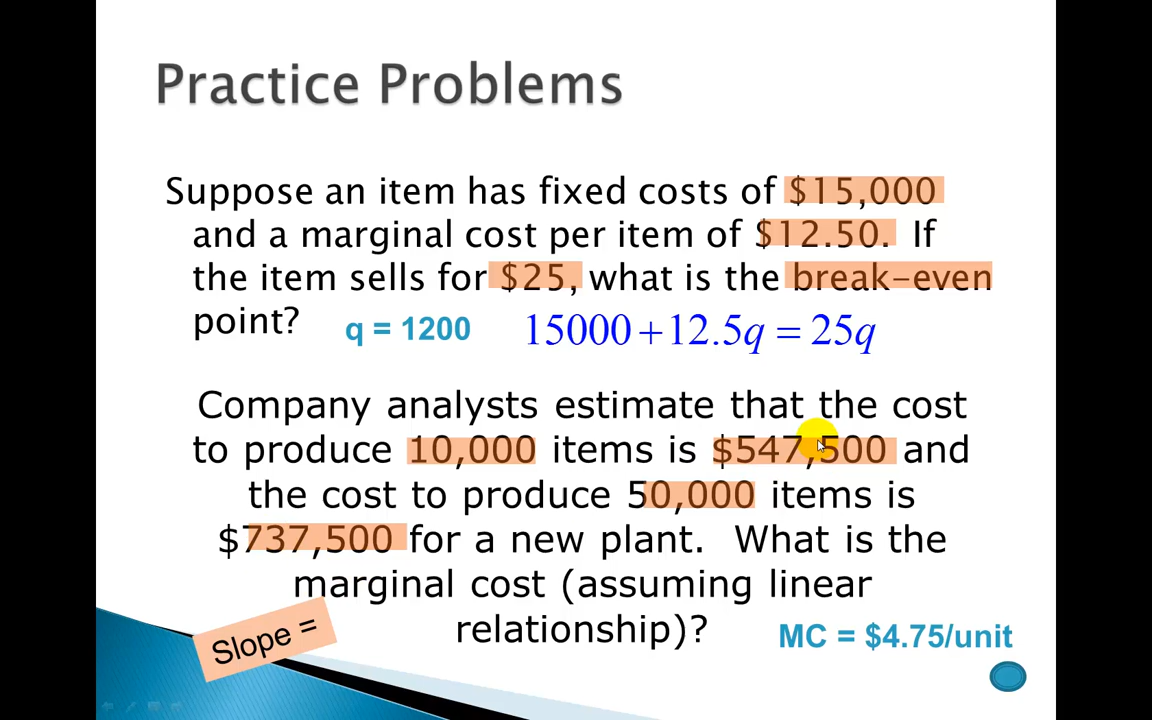 Practice Problems
Suppose an item has fixed costs of $15,000
and a marginal cost per item of $12.50. If
the item sells for $25, what is the break-even
point? q = 1200 15000 + 12.5q = 25q
Company analysts estimate that the cost
to produce 10,000 items is $547,500 and
the cost to produce 50,000 items is
$737,500 for a new plant. What is the
marginal cost (assuming linear
relationship)?
Slope =
MC = $4.75/unit